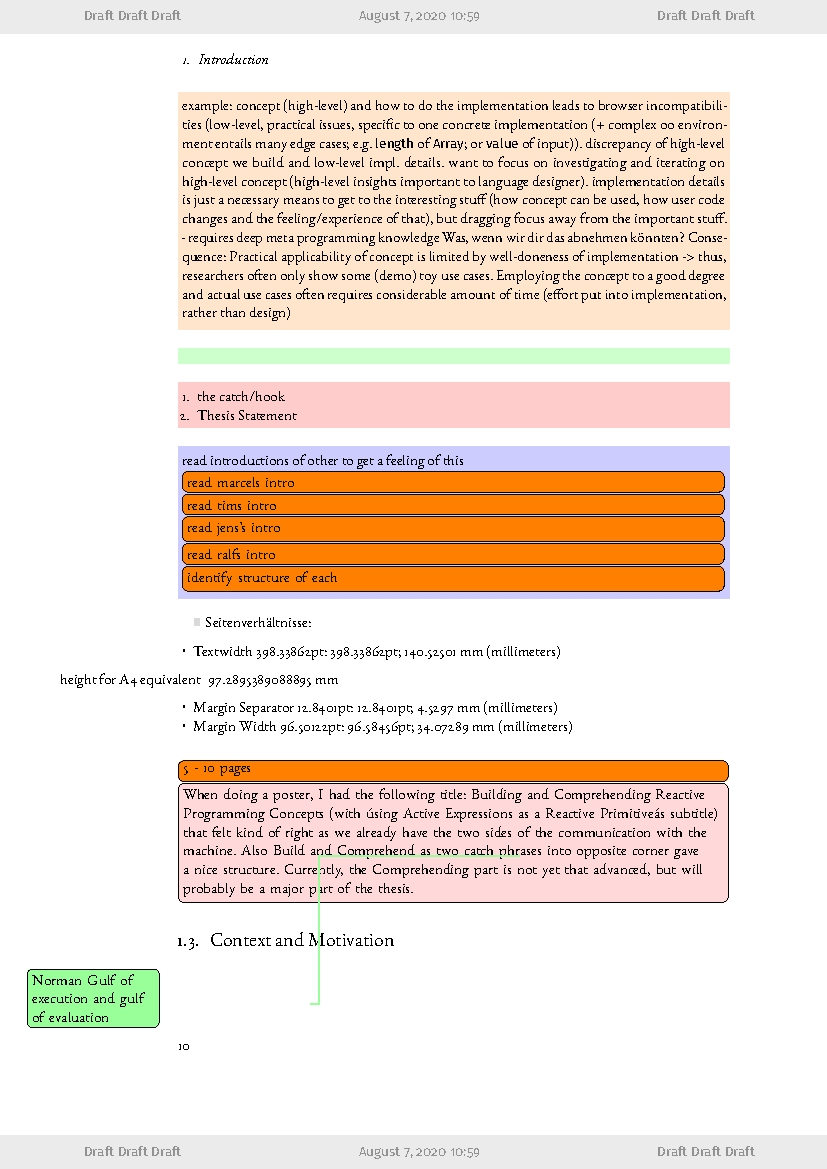 Draft Draft Draft August 7, 2020 10:59 Draft Draft Draft
1. Introduction
example: concept (high-level) and how to do the implementation leads to browser incompatibili-
ties (low-level, practical issues, specific to one concrete implementation (+ complex oo environ-
ment entails many edge cases; e.g. length of Array; or value of input)). discrepancy of high-level
concept we build and low-level impl. details. want to focus on investigating and iterating on
high-level concept (high-level insights important to language designer). implementation details
is just a necessary means to get to the interesting stuff (how concept can be used, how user code
changes and the feeling/experience of that), but dragging focus away from the important stuff.
- requires deep meta programming knowledge Was, wenn wir dir das abnehmen könnten? Conse-
quence: Practical applicability of concept is limited by well-doneness of implementation -> thus,
researchers often only show some (demo) toy use cases. Employing the concept to a good degree
and actual use cases often requires considerable amount of time (effort put into implementation,
rather than design)
1. the catch/hook
2. Thesis Statement
read introductions of other to get a feeling of this
read marcels intro
read tims intro
read jens's intro
read ralfs intro
identify structure of each
Seitenverhältnisse:
• Textwidth 398.33862pt: 398.33862pt; 140.52501 mm (millimeters)
height for A4 equivalent 97.2895389088895 mm
• Margin Separator 12.8401pt: 12.8401pt; 4.5297 mm (millimeters)
• Margin Width 96.50122pt: 96.58456pt; 34.07289 mm (millimeters)
5 - 10 pages
When doing a poster, I had the following title: Building and Comprehending Reactive
Programming Concepts (with úsing Active Expressions as a Reactive Primitiveás subtitle)
that felt kind of right as we already have the two sides of the communication with the
machine. Also Build and Comprehend as two catch phrases into opposite corner gave
a nice structure. Currently, the Comprehending part is not yet that advanced, but will
probably be a major part of the thesis.
1.3. Context and Motivation
Norman Gulf of
execution and gulf
of evaluation
10
Draft Draft Draft August 7, 2020 10:59 Draft Draft Draft